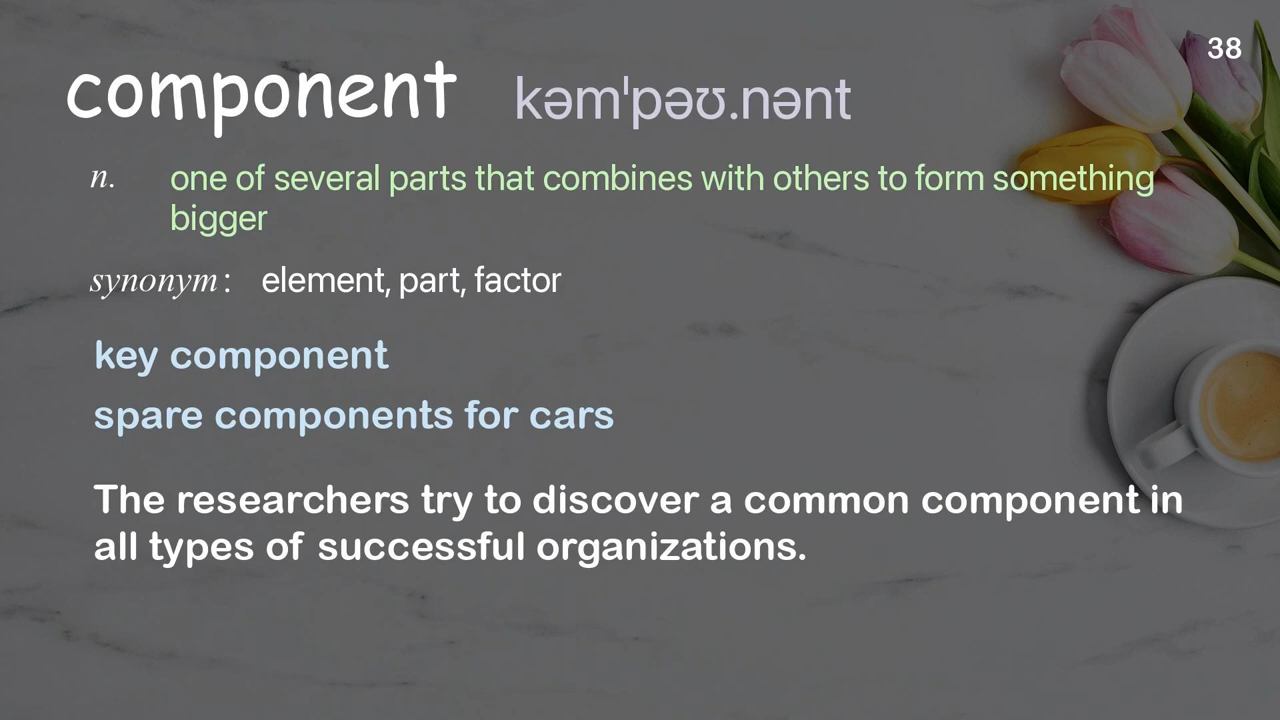 38
component kəmˈpəʊ.nənt
n. one of several parts that combines with others to form something
bigger
synonym: element, part, factor
key component
spare components for cars
The researchers try to discover a common component in
all types of successful organizations.